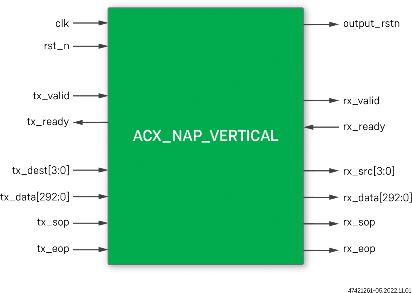 clk
output_rstn
rst_n
tx_valid
rx_valid
tx_ready
rx_ready
ACX_NAP_VERTICAL
tx_dest[3:0]
rx_src[3:0]
tx_data[292:0]
rx_data[292:0]
tx_sop
rx_sop
tx_eop
rx_eop
47421261-05.2022.11.01